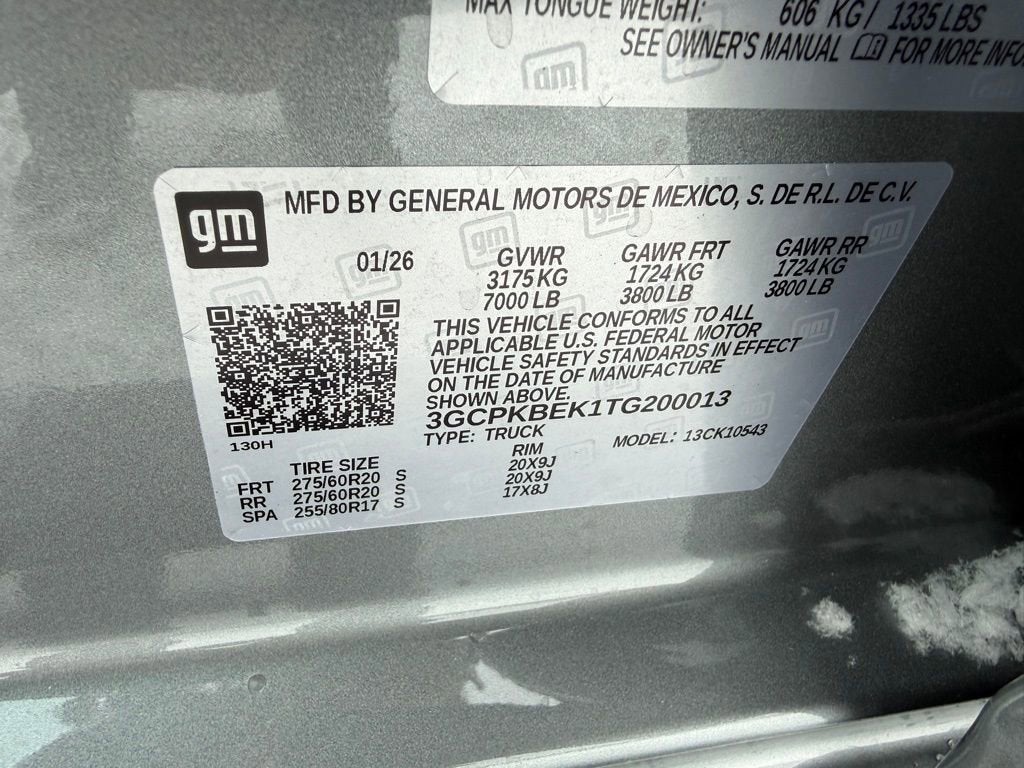 MAX TONGUE WEIGHT: 606 KG / 1335 LBS
SEE OWNER'S MANUAL FOR MORE INFO
gm
MFD BY GENERAL MOTORS DE MEXICO, S. DE R.L. DE C.V.
01/26 GVWR GAWR FRT GAWR RR
3175 KG 1724 KG 1724 KG
7000 LB 3800 LB 3800 LB
THIS VEHICLE CONFORMS TO ALL
APPLICABLE U.S. FEDERAL MOTOR
VEHICLE SAFETY STANDARDS IN EFFECT
ON THE DATE OF MANUFACTURE
SHOWN ABOVE.
3GCPKBEK1TG200013
130H
TYPE: TRUCK MODEL: 13CK10543
TIRE SIZE RIM
FRT 275/60R20 S 20X9J
RR 275/60R20 S 20X9J
SPA 255/80R17 S 17X8J